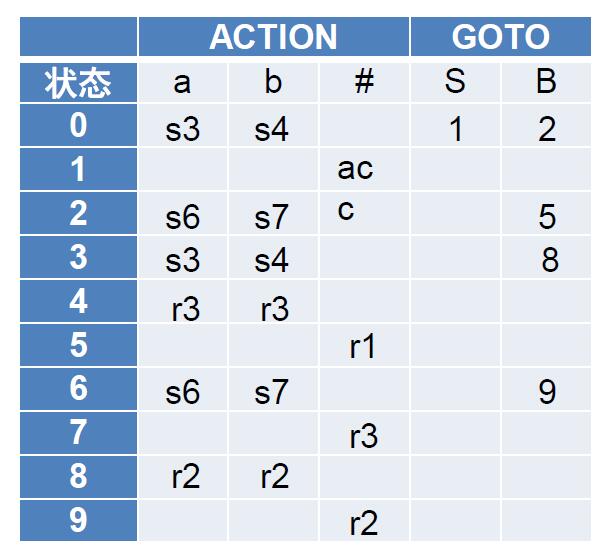 ACTION GOTO
状态 a b # S B
0 s3 s4 1 2
1 ac
2 s6 s7 c 5
3 s3 s4 8
4 r3 r3
5 r1
6 s6 s7 9
7 r3
8 r2 r2
9 r2